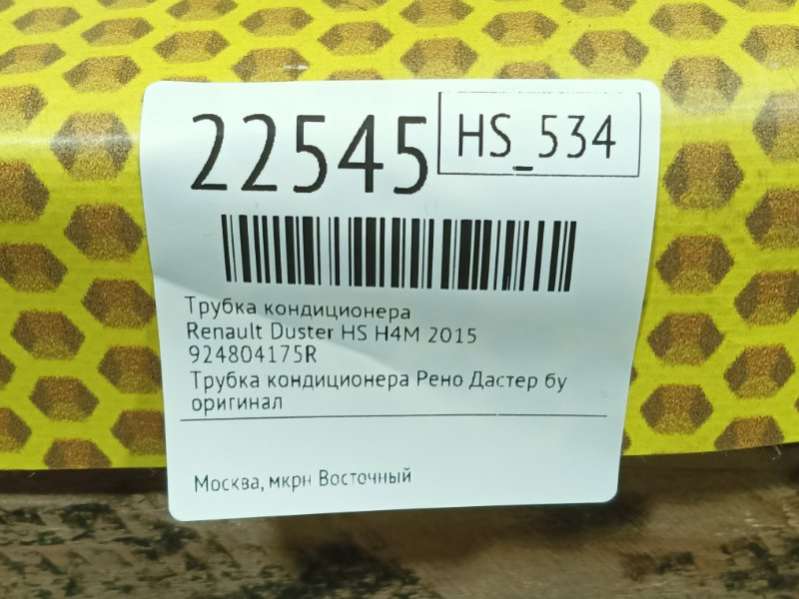 22545
HS_534
Трубка кондиционера
Renault Duster HS H4M 2015
924804175R
Трубка кондиционера Рено Дастер бу
оригинал
Москва, мкрн Восточный